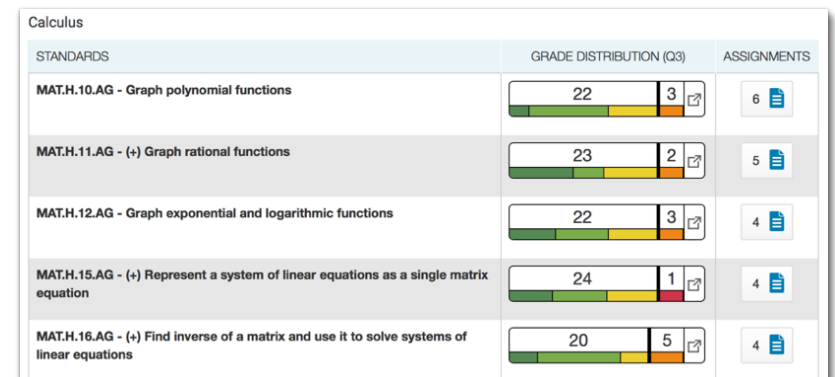 Calculus
STANDARDS GRADE DISTRIBUTION (Q3) ASSIGNMENTS
MAT.H.10.AG - Graph polynomial functions 22 3 6
MAT.H.11.AG - (+) Graph rational functions 23 2 5
MAT.H.12.AG - Graph exponential and logarithmic functions 22 3 4
MAT.H.15.AG - (+) Represent a system of linear equations as a single matrix 24 1 4
equation
MAT.H.16.AG - (+) Find inverse of a matrix and use it to solve systems of 20 5 4
linear equations